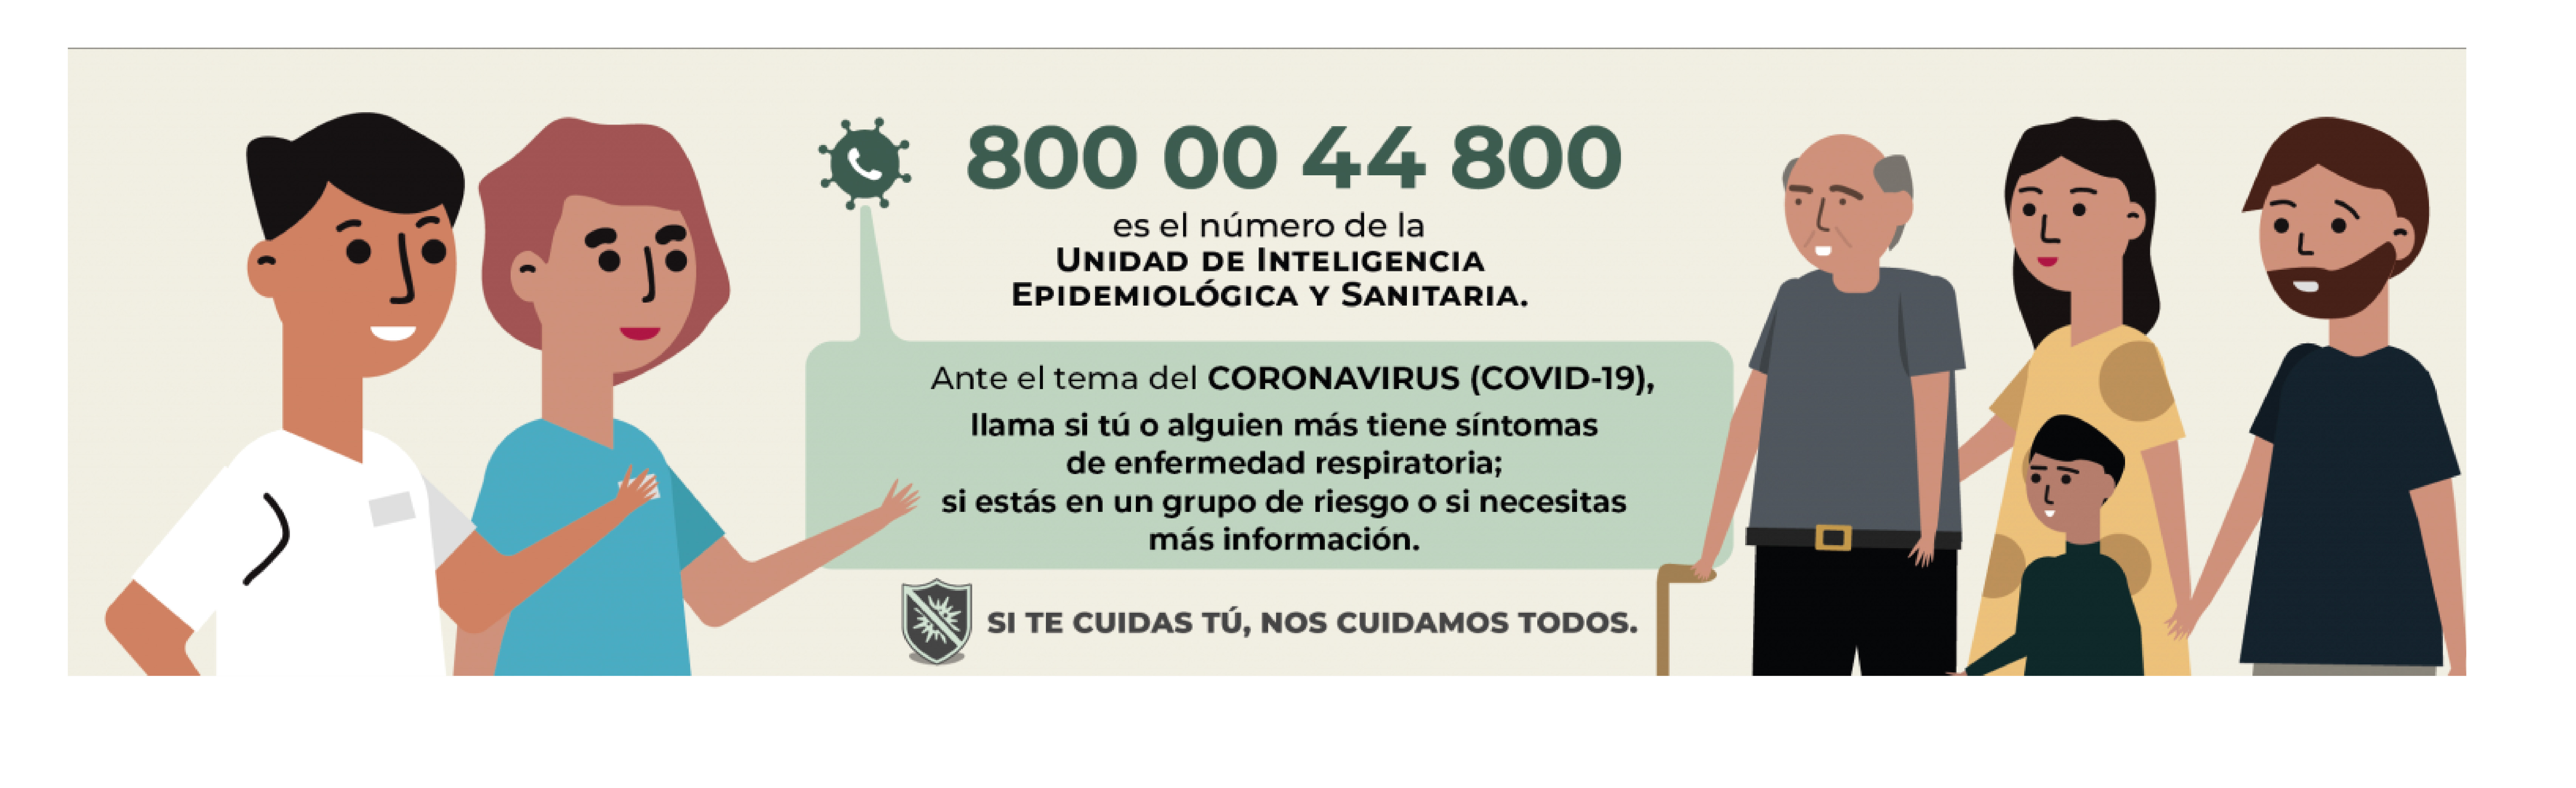 800 00 44 800
es el número de la
UNIDAD DE INTELIGENCIA
EPIDEMIOLÓGICA Y SANITARIA.
Ante el tema del CORONAVIRUS (COVID-19),
llama si tú o alguien más tiene síntomas
de enfermedad respiratoria;
si estás en un grupo de riesgo o si necesitas
más información.
SI TE CUIDAS TÚ, NOS CUIDAMOS TODOS.